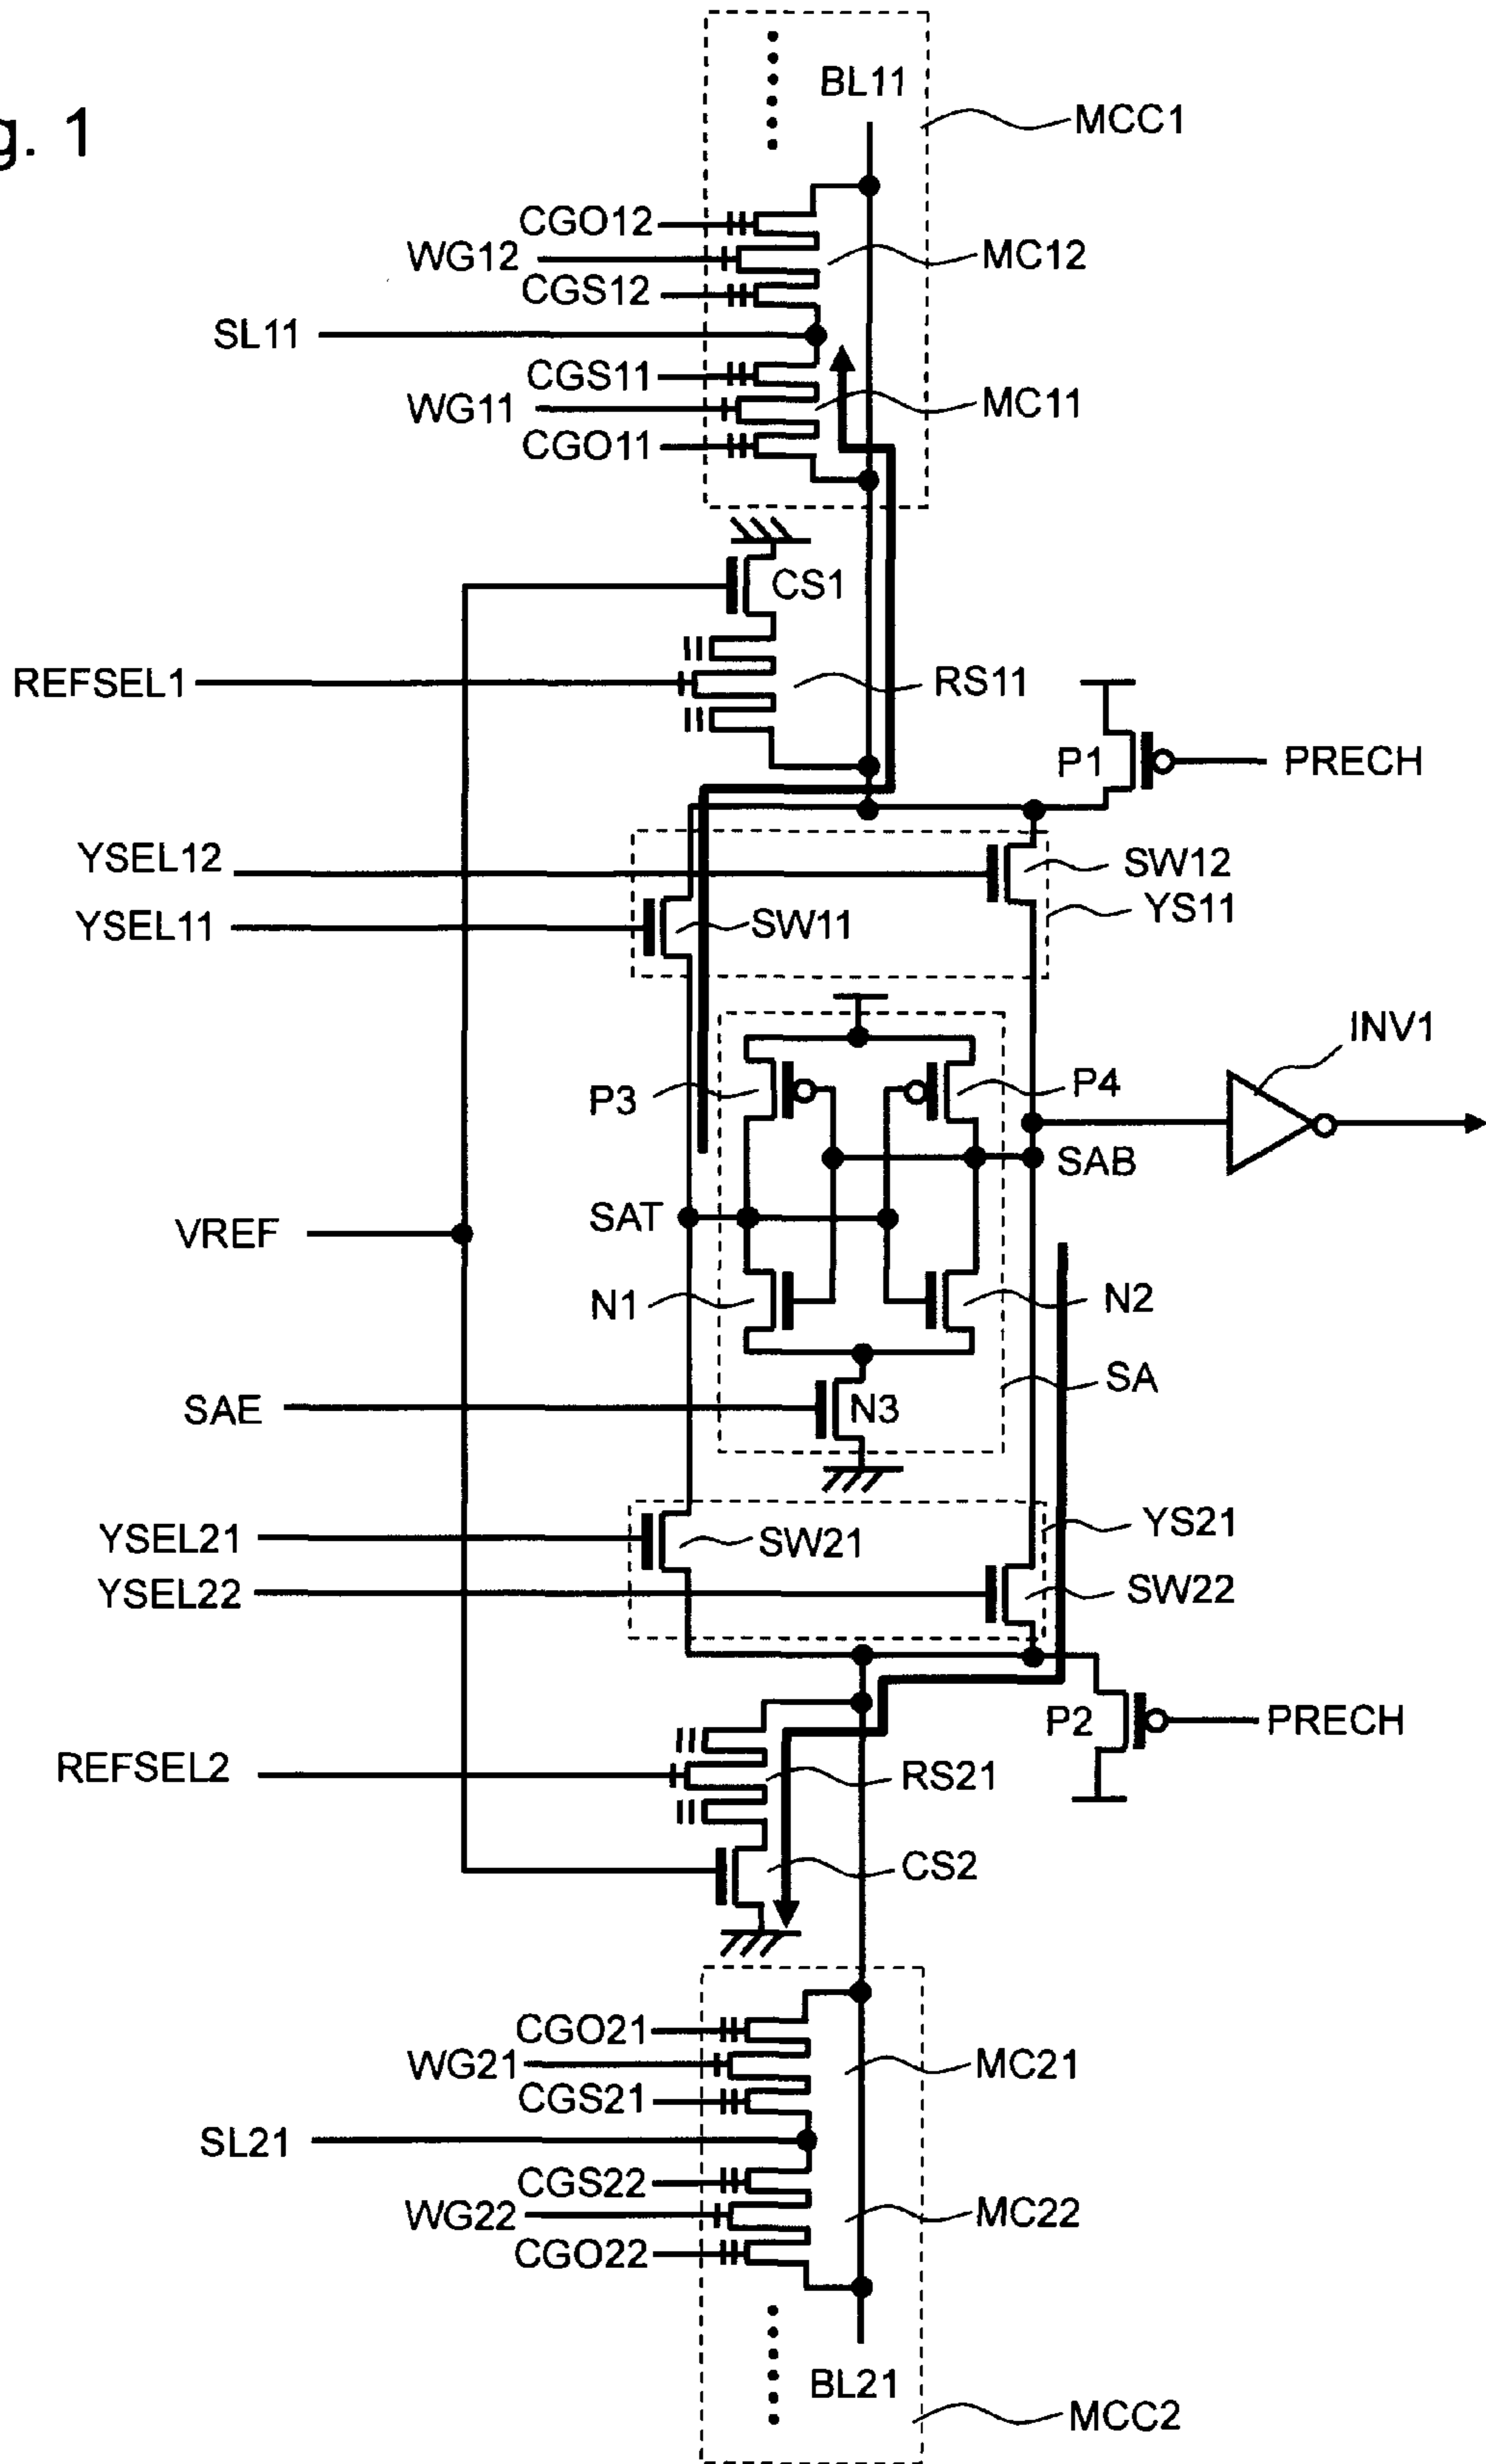 g. 1
BL11
MCC1
CGO12
WG12
MC12
CGS12
SL11
CGS11
WG11
MC11
CGO11
CS1
REFSEL1
RS11
P1
PRECH
YSEL12
SW12
YSEL11
SW11
YS11
INV1
P3
P4
SAB
SAT
VREF
N1
N2
SA
SAE
N3
YSEL21
SW21
YS21
YSEL22
SW22
P2
PRECH
REFSEL2
RS21
CS2
CGO21
WG21
MC21
CGS21
SL21
CGS22
WG22
MC22
CGO22
BL21
MCC2